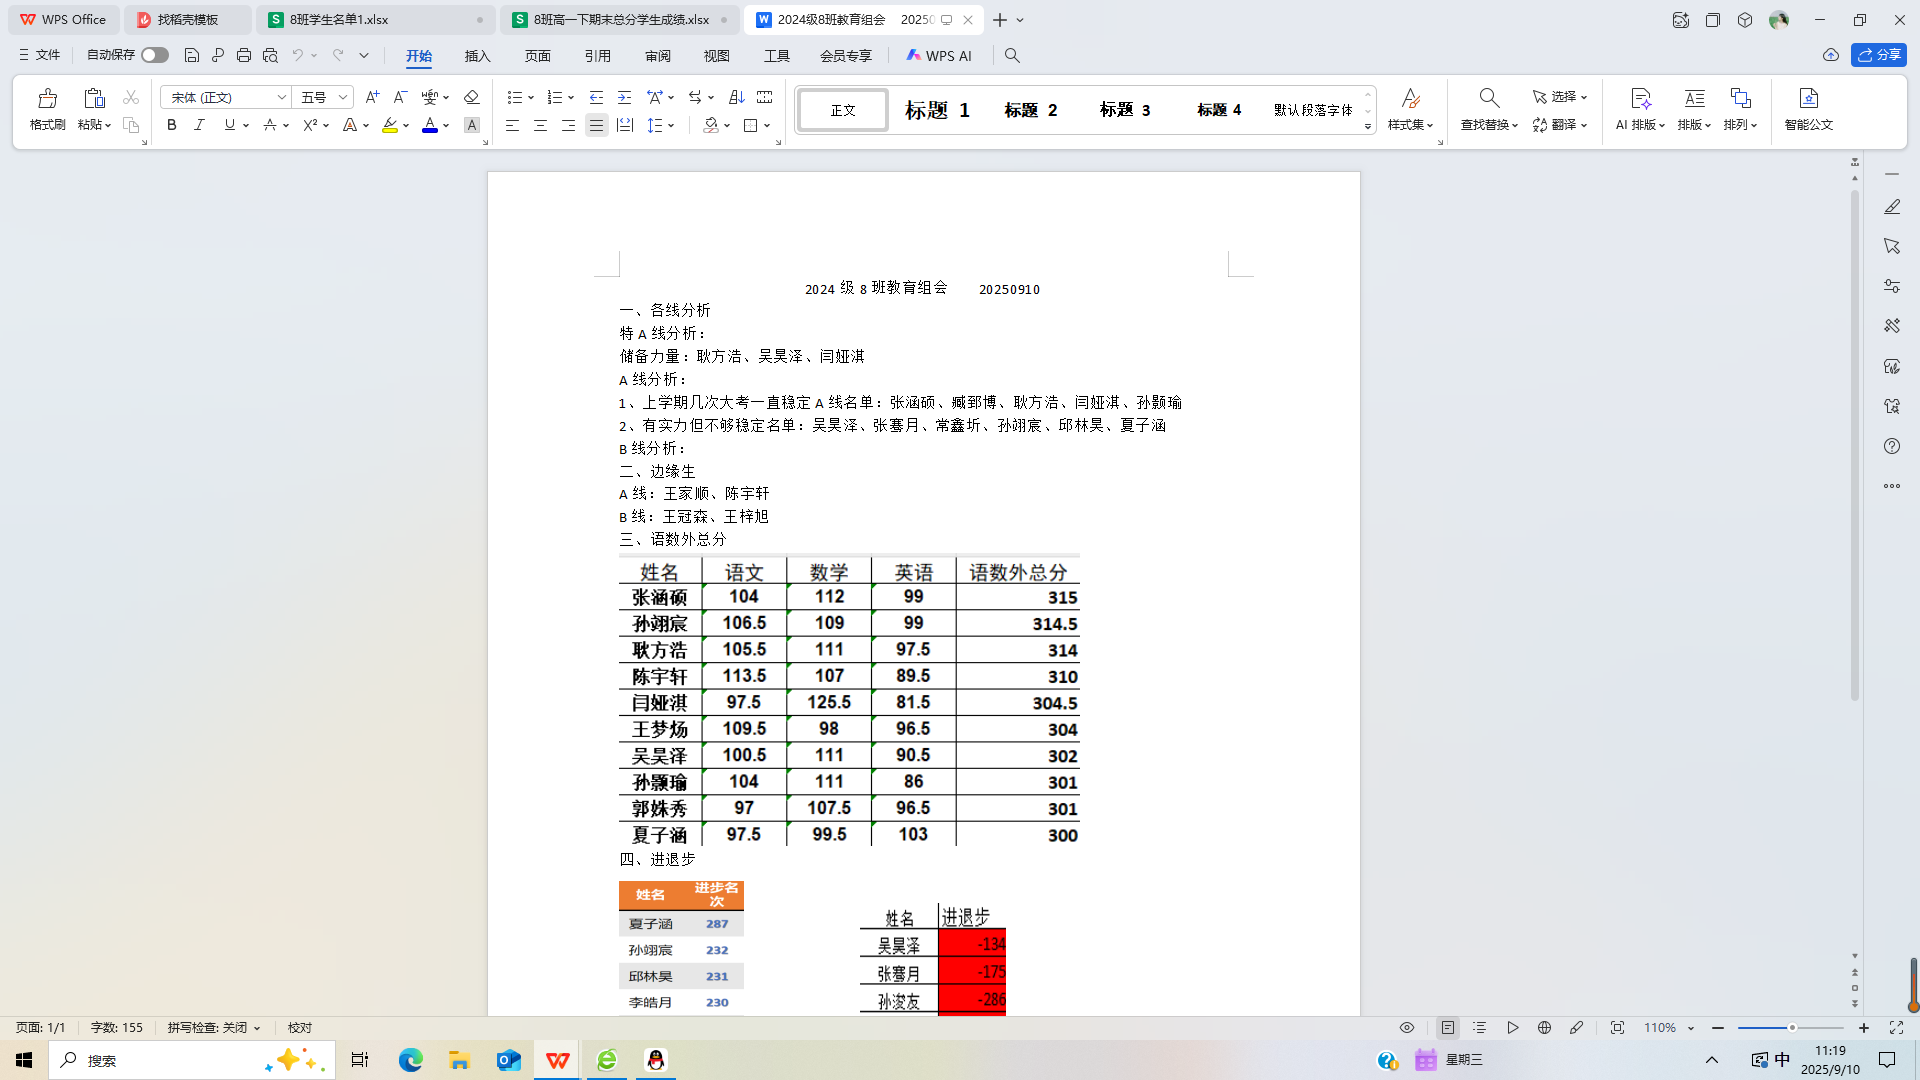 WPS Office 找稻壳模板 8班学生名单1.xlsx 8班高一下期末总分学生成绩.xlsx 2024级8班教育组会 20250
文件 自动保存 开始 插入 页面 引用 审阅 视图 工具 会员专享 WPS AI 分享
宋体 (正文) 五号
格式刷 粘贴 正文 标题 1 标题 2 标题 3 标题 4 默认段落字体 样式集 查找替换 选择 翻译 AI 排版 排版 排列 智能公文
2024 级 8 班教育组会 20250910
一、各线分析
特 A 线分析：
储备力量：耿方浩、吴昊泽、闫娅淇
A 线分析：
1、上学期几次大考一直稳定 A 线名单：张涵硕、臧郅博、耿方浩、闫娅淇、孙颢瑜
2、有实力但不够稳定名单：吴昊泽、张骞月、常鑫圻、孙翊宸、邱林昊、夏子涵
B 线分析：
二、边缘生
A 线：王家顺、陈宇轩
B 线：王冠森、王梓旭
三、语数外总分
姓名 语文 数学 英语 语数外总分
张涵硕 104 112 99 315
孙翊宸 106.5 109 99 314.5
耿方浩 105.5 111 97.5 314
陈宇轩 113.5 107 89.5 310
闫娅淇 97.5 125.5 81.5 304.5
王梦炀 109.5 98 96.5 304
吴昊泽 100.5 111 90.5 302
孙颢瑜 104 111 86 301
郭姝秀 97 107.5 96.5 301
夏子涵 97.5 99.5 103 300
四、进退步
姓名 进步名次
夏子涵 287
孙翊宸 232
邱林昊 231
李皓月 230
姓名 进退步
吴昊泽 -134
张骞月 -175
孙浚友 -286
页面: 1/1 字数: 155 拼写检查: 关闭 校对 110%
搜索 星期三 中 11:19
2025/9/10